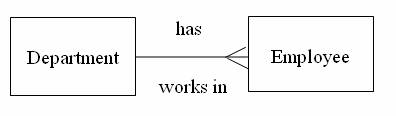 has
Department
Employee
works in